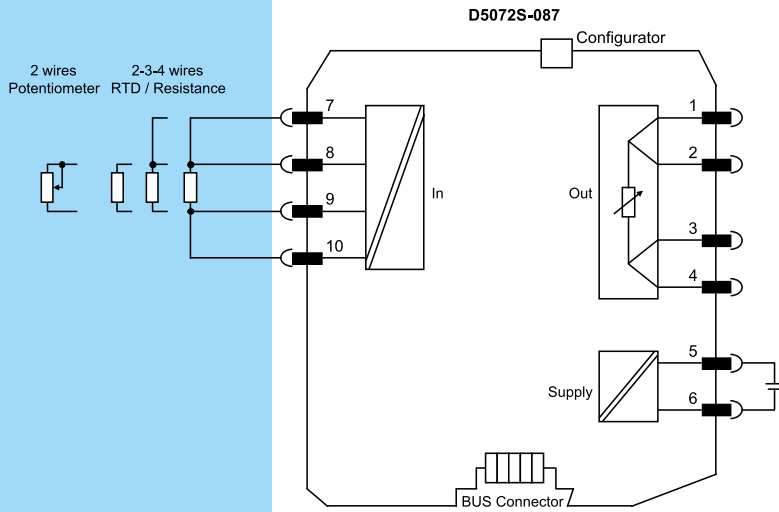 D5072S-087
Configurator
2 wires
Potentiometer
2-3-4 wires
RTD / Resistance
7
8
9
10
In
Out
1
2
3
4
Supply
5
6
BUS Connector